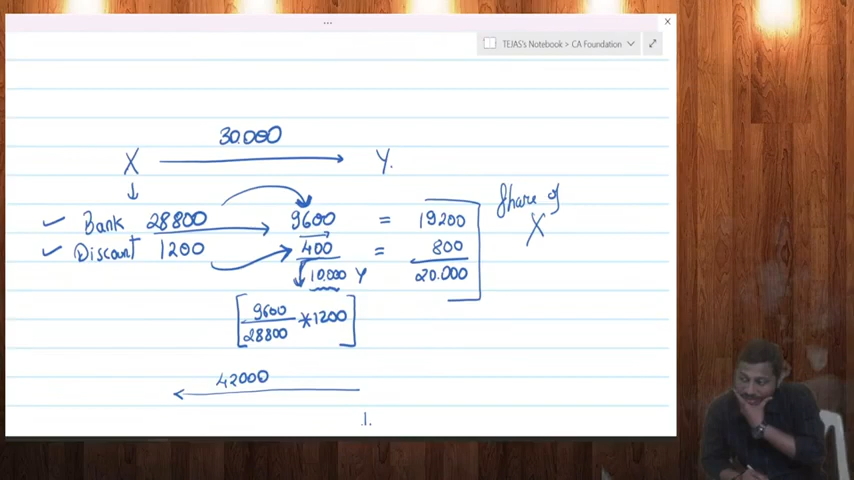 ...
TEJAS's Notebook > CA Foundation
30.000
X Y.
Bank 28800 9600 = 19200
Discount 1200 400 = 800
10,000 Y 20.000
Share of
X
[9600/28800 * 1200]
42000
1.